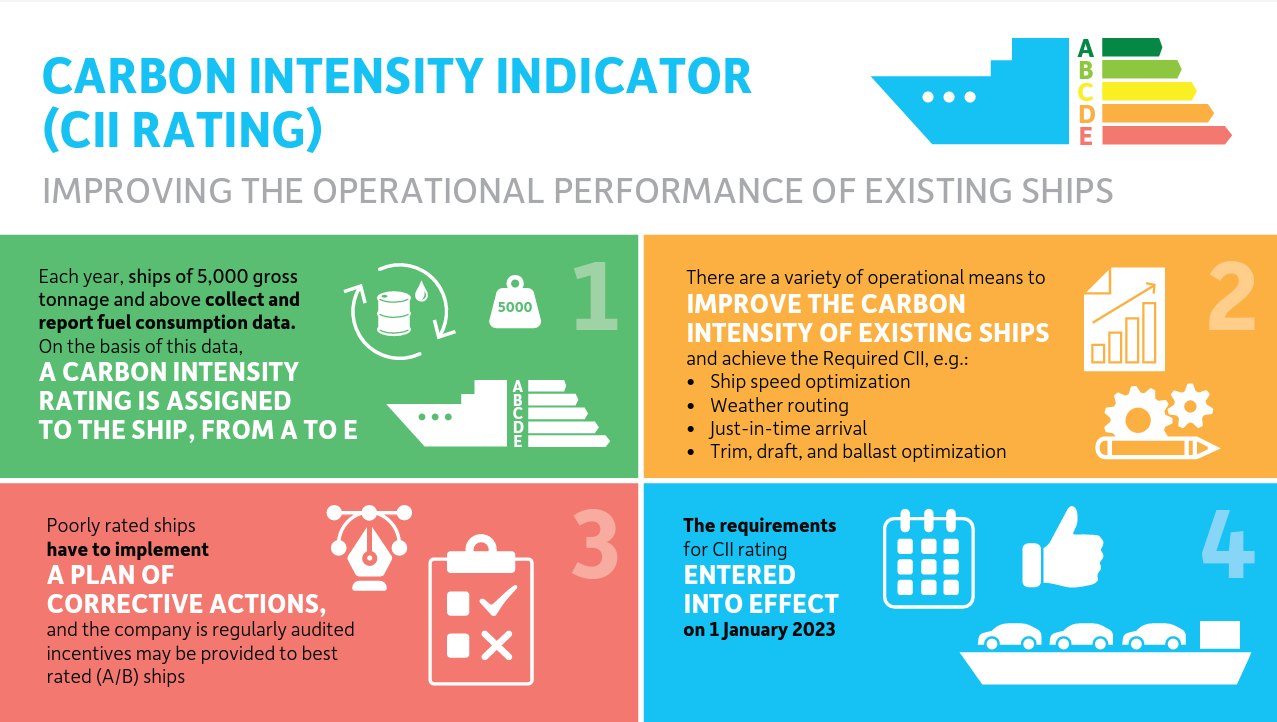 CARBON INTENSITY INDICATOR
(CII RATING)
IMPROVING THE OPERATIONAL PERFORMANCE OF EXISTING SHIPS
A
B
C
D
E
Each year, ships of 5,000 gross
tonnage and above collect and
report fuel consumption data.
On the basis of this data,
A CARBON INTENSITY
RATING IS ASSIGNED
TO THE SHIP, FROM A TO E
5000
1
A
B
C
D
E
There are a variety of operational means to
IMPROVE THE CARBON
INTENSITY OF EXISTING SHIPS
and achieve the Required CII, e.g.:
• Ship speed optimization
• Weather routing
• Just-in-time arrival
• Trim, draft, and ballast optimization
2
Poorly rated ships
have to implement
A PLAN OF
CORRECTIVE ACTIONS,
and the company is regularly audited
incentives may be provided to best
rated (A/B) ships
3
The requirements
for CII rating
ENTERED
INTO EFFECT
on 1 January 2023
4